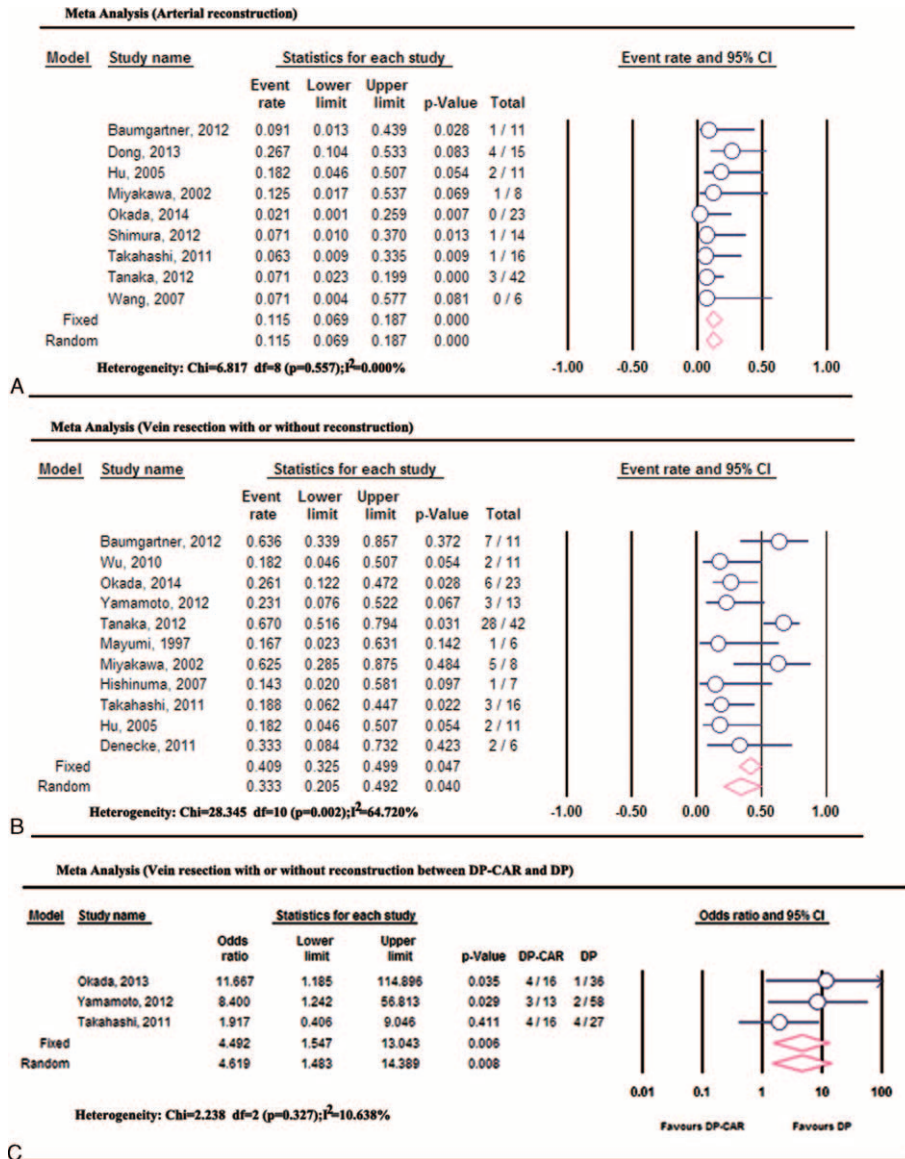 Meta Analysis (Arterial reconstruction)
Model Study name Statistics for each study Event rate and 95% CI
Event rate Lower limit Upper limit p-Value Total
Baumgartner, 2012 0.091 0.013 0.439 0.028 1 / 11
Dong, 2013 0.267 0.104 0.533 0.083 4 / 15
Hu, 2005 0.182 0.046 0.507 0.054 2 / 11
Miyakawa, 2002 0.125 0.017 0.537 0.069 1 / 8
Okada, 2014 0.021 0.001 0.259 0.007 0 / 23
Shimura, 2012 0.071 0.010 0.370 0.013 1 / 14
Takahashi, 2011 0.063 0.009 0.335 0.009 1 / 16
Tanaka, 2012 0.071 0.023 0.199 0.000 3 / 42
Wang, 2007 0.071 0.004 0.577 0.081 0 / 6
Fixed 0.115 0.069 0.187 0.000
Random 0.115 0.069 0.187 0.000
Heterogeneity: Chi=6.817 df=8 (p=0.557);I²=0.000%
-1.00 -0.50 0.00 0.50 1.00
A
Meta Analysis (Vein resection with or without reconstruction)
Model Study name Statistics for each study Event rate and 95% CI
Event rate Lower limit Upper limit p-Value Total
Baumgartner, 2012 0.636 0.339 0.857 0.372 7 / 11
Wu, 2010 0.182 0.046 0.507 0.054 2 / 11
Okada, 2014 0.261 0.122 0.472 0.028 6 / 23
Yamamoto, 2012 0.231 0.076 0.522 0.067 3 / 13
Tanaka, 2012 0.670 0.516 0.794 0.031 28 / 42
Mayumi, 1997 0.167 0.023 0.631 0.142 1 / 6
Miyakawa, 2002 0.625 0.285 0.875 0.484 5 / 8
Hishinuma, 2007 0.143 0.020 0.581 0.097 1 / 7
Takahashi, 2011 0.188 0.062 0.447 0.022 3 / 16
Hu, 2005 0.182 0.046 0.507 0.054 2 / 11
Denecke, 2011 0.333 0.084 0.732 0.423 2 / 6
Fixed 0.409 0.325 0.499 0.047
Random 0.333 0.205 0.492 0.040
Heterogeneity: Chi=28.345 df=10 (p=0.002);I²=64.720%
-1.00 -0.50 0.00 0.50 1.00
B
Meta Analysis (Vein resection with or without reconstruction between DP-CAR and DP)
Model Study name Statistics for each study Odds ratio and 95% CI
Odds ratio Lower limit Upper limit p-Value DP-CAR DP
Okada, 2013 11.667 1.185 114.896 0.035 4 / 16 1 / 36
Yamamoto, 2012 8.400 1.242 56.813 0.029 3 / 13 2 / 58
Takahashi, 2011 1.917 0.406 9.046 0.411 4 / 16 4 / 27
Fixed 4.492 1.547 13.043 0.006
Random 4.619 1.483 14.389 0.008
0.01 0.1 1 10 100
Heterogeneity: Chi=2.238 df=2 (p=0.327);I²=10.638%
Favours DP-CAR Favours DP
C